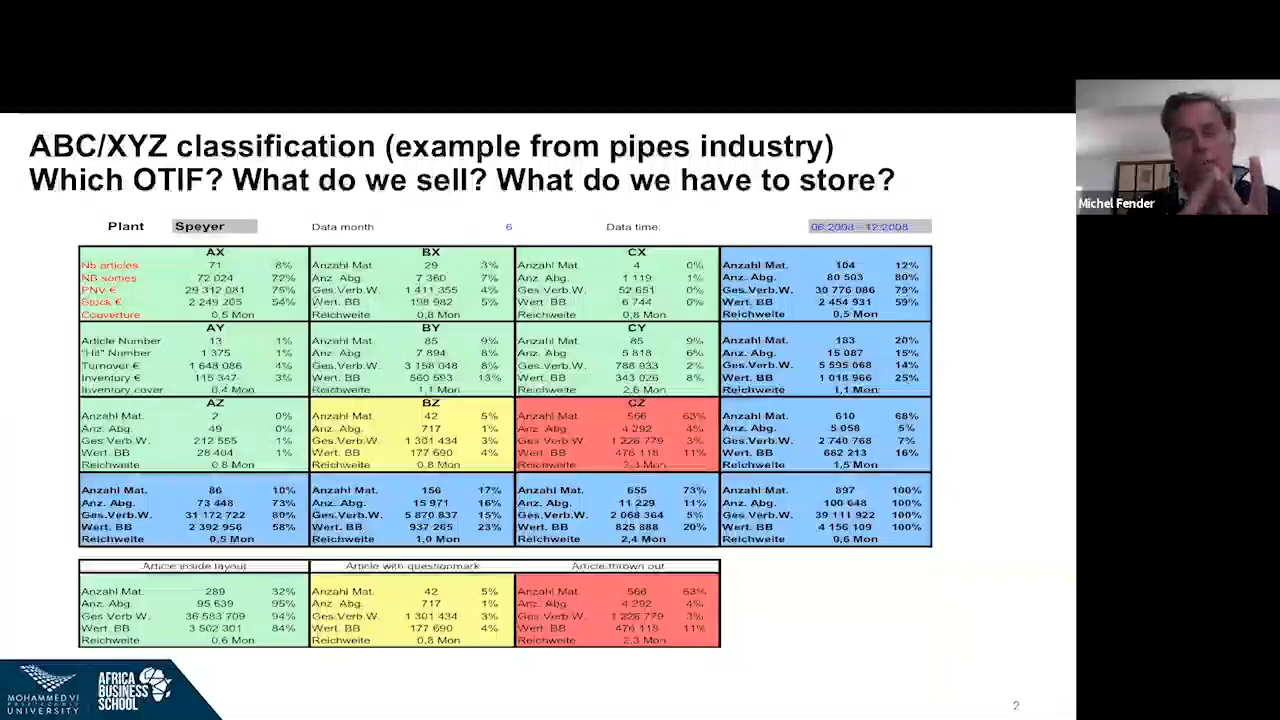 ABC/XYZ classification (example from pipes industry)
Which OTIF? What do we sell? What do we have to store?
Michel Fender
Plant Speyer Data month 6 Data time: 06.2008 - 12.2008
AX BX CX
Nb articles 71 8% Anzahl Mat. 29 3% Anzahl Mat. 4 0% Anzahl Mat. 104 12%
NB sorties 72 024 72% Anz. Abg. 7 360 7% Anz. Abg. 1 119 1% Anz. Abg. 80 503 80%
PNV € 29 312 081 75% Ges.Verb.W. 1 411 355 4% Ges.Verb.W. 52 651 0% Ges.Verb.W. 30 776 086 79%
Stock € 2 249 205 54% Wert. BB 198 982 5% Wert. BB 6 744 0% Wert. BB 2 454 931 59%
Couverture 0,5 Mon Reichweite 0,8 Mon Reichweite 0,8 Mon Reichweite 0,5 Mon
AY BY CY
Article Number 13 1% Anzahl Mat. 85 9% Anzahl Mat. 85 9% Anzahl Mat. 183 20%
"Hit" Number 1 375 1% Anz. Abg. 7 894 8% Anz. Abg. 5 818 6% Anz. Abg. 15 087 15%
Turnover € 1 648 086 4% Ges.Verb.W. 3 158 048 8% Ges.Verb.W. 788 933 2% Ges.Verb.W. 5 595 068 14%
Inventory € 115 347 3% Wert. BB 560 593 13% Wert. BB 343 026 8% Wert. BB 1 018 966 25%
Inventory cover 0,4 Mon Reichweite 1,1 Mon Reichweite 2,6 Mon Reichweite 1,1 Mon
AZ BZ CZ
Anzahl Mat. 2 0% Anzahl Mat. 42 5% Anzahl Mat. 566 63% Anzahl Mat. 610 68%
Anz. Abg. 49 0% Anz. Abg. 717 1% Anz. Abg. 4 292 4% Anz. Abg. 5 058 5%
Ges.Verb.W. 212 555 1% Ges.Verb.W. 1 301 434 3% Ges.Verb.W 1 226 779 3% Ges.Verb.W. 2 740 768 7%
Wert. BB 28 404 1% Wert. BB 177 690 4% Wert. BB 476 118 11% Wert. BB 682 213 16%
Reichweite 0,8 Mon Reichweite 0,8 Mon Reichweite 2,3 Mon Reichweite 1,5 Mon
Anzahl Mat. 86 10% Anzahl Mat. 156 17% Anzahl Mat. 655 73% Anzahl Mat. 897 100%
Anz. Abg. 73 448 73% Anz. Abg. 15 971 16% Anz. Abg. 11 229 11% Anz. Abg. 100 648 100%
Ges.Verb.W. 31 172 722 80% Ges.Verb.W. 5 870 837 15% Ges.Verb.W. 2 068 364 5% Ges.Verb.W. 39 111 922 100%
Wert. BB 2 392 956 58% Wert. BB 937 265 23% Wert. BB 825 888 20% Wert. BB 4 156 109 100%
Reichweite 0,5 Mon Reichweite 1,0 Mon Reichweite 2,4 Mon Reichweite 0,6 Mon
Article inside layout Article with questionmark Article thrown out
Anzahl Mat. 289 32% Anzahl Mat. 42 5% Anzahl Mat. 566 63%
Anz. Abg. 95 639 95% Anz. Abg. 717 1% Anz. Abg. 4 292 4%
Ges Verb.W. 36 583 709 94% Ges.Verb.W. 1 301 434 3% Ges.Verb.W. 1 226 779 3%
Wert. BB 3 502 301 84% Wert. BB 177 690 4% Wert. BB 476 118 11%
Reichweite 0,6 Mon Reichweite 0,8 Mon Reichweite 2,3 Mon
MOHAMMED VI
POLYTECHNIC
UNIVERSITY
AFRICA
BUSINESS
SCHOOL
2